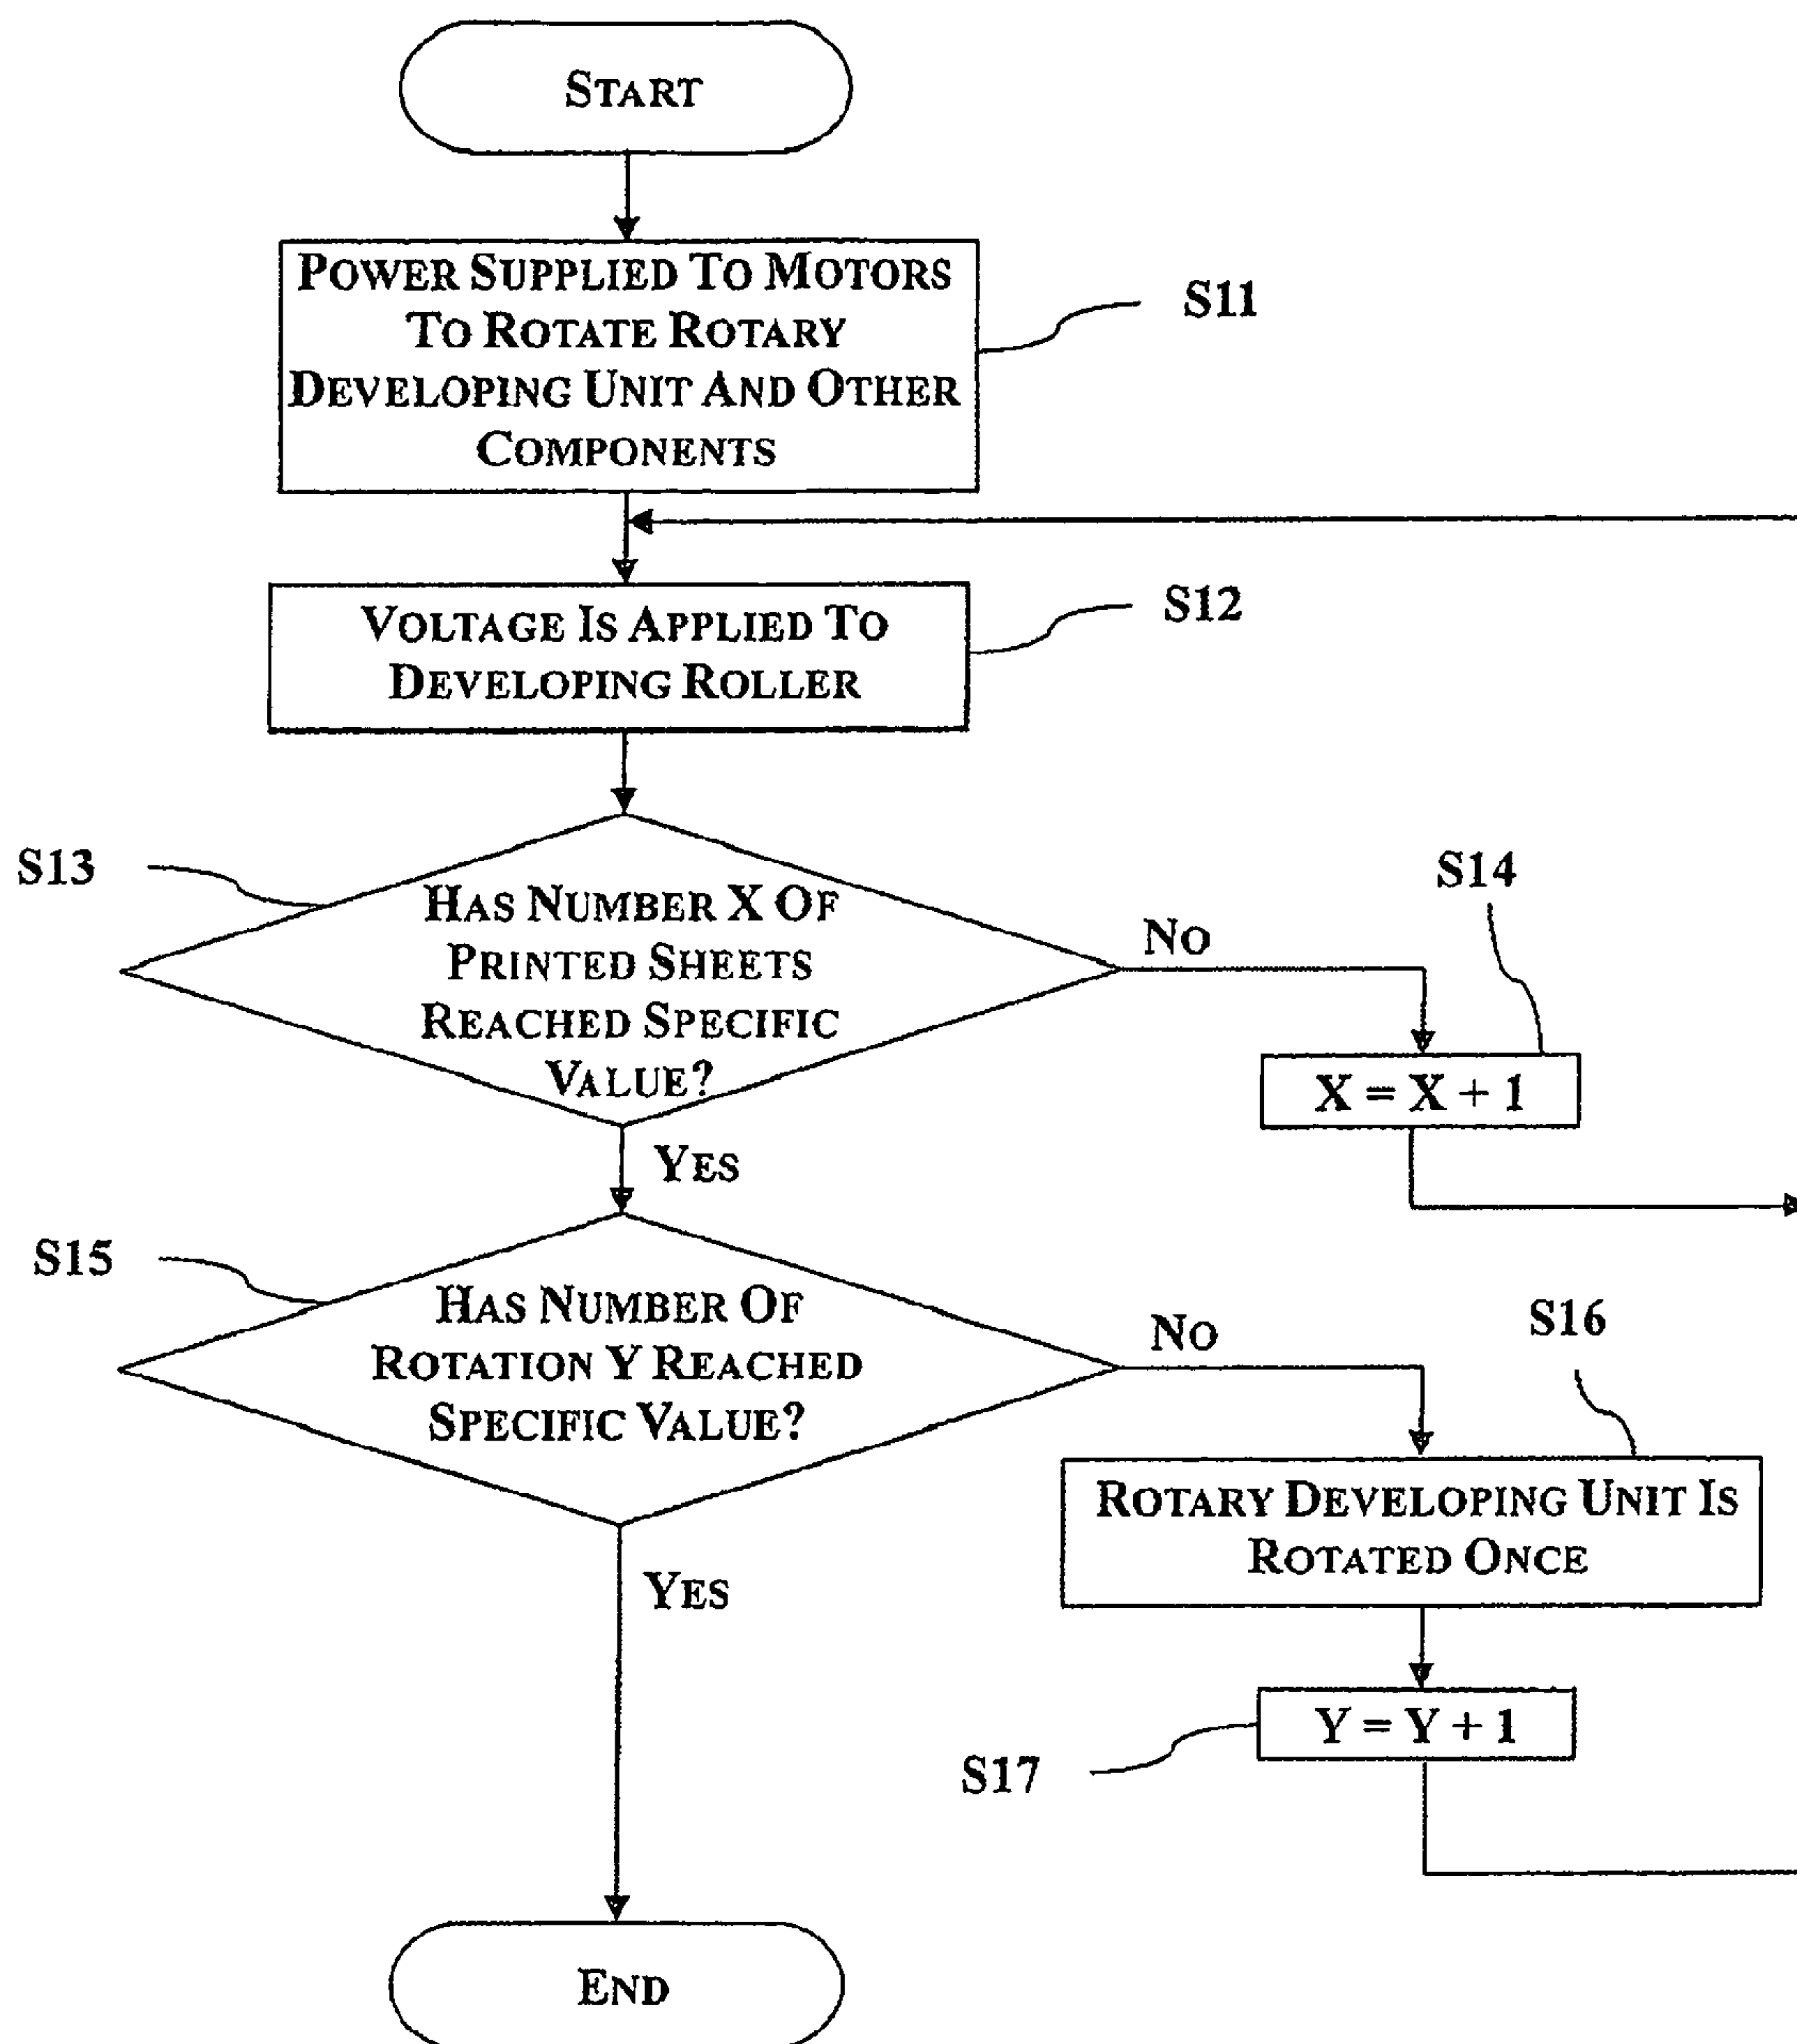 START
POWER SUPPLIED TO MOTORS
TO ROTATE ROTARY
DEVELOPING UNIT AND OTHER
COMPONENTS
S11
VOLTAGE IS APPLIED TO
DEVELOPING ROLLER
S12
S13
HAS NUMBER X OF
PRINTED SHEETS
REACHED SPECIFIC
VALUE?
NO
S14
X = X + 1
YES
S15
HAS NUMBER OF
ROTATION Y REACHED
SPECIFIC VALUE?
NO
S16
ROTARY DEVELOPING UNIT IS
ROTATED ONCE
YES
Y = Y + 1
S17
END